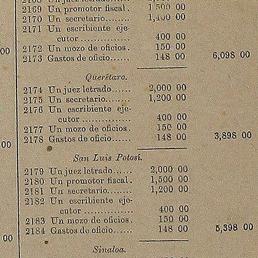 2169 Un promotor fiscal. 1,500 00
2170 Un secretario...... 1,400 00
2171 Un escribiente eje-
cutor.............. 400 00
2172 Un mozo de oficios. 150 00
2173 Gastos de oficio.... 148 00 6,098 00
Querétaro.
2174 Un juez letrado...... 2,000 00
2175 Un secretario....... 1,200 00
2176 Un escribiente eje-
cutor.............. 400 00
2177 Un mozo de oficios 150 00
2178 Gastos de oficio.... 148 00 3,898 00
San Luis Potosí.
2179 Un juez letrado..... 2,000 00
2180 Un promotor fiscal. 1,500 00
2181 Un secretario....... 1,200 00
2182 Un escribiente eje-
cutor.............. 400 00
2183 Un mozo de oficios. 150 00
2184 Gastos de oficio.... 148 00 5,398 00
Sinaloa.